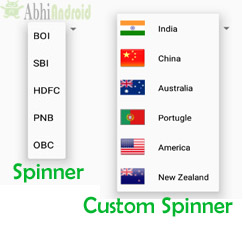 AbhiAndroid
BOI
SBI
HDFC
PNB
OBC
Spinner
India
China
Australia
Portugle
America
New Zealand
Custom Spinner